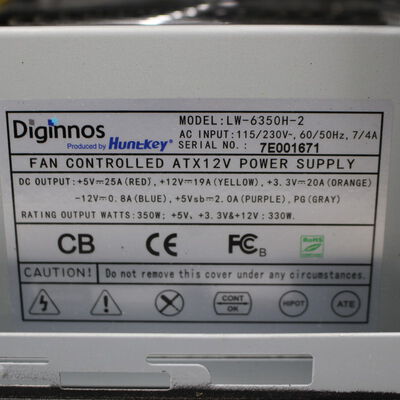 Diginnos
Produced by Huntkey
MODEL: LW-6350H-2
AC INPUT: 115/230V~, 60/50Hz, 7/4A
SERIAL NO.: 7E001671
FAN CONTROLLED ATX12V POWER SUPPLY
DC OUTPUT: +5V⎓25A(RED), +12V⎓19A(YELLOW), +3.3V⎓20A(ORANGE)
-12V⎓0.8A(BLUE), +5Vsb⎓2.0A(PURPLE), PG(GRAY)
RATING OUTPUT WATTS: 350W; +5V, +3.3V&+12V: 330W.
CB CE FC B RoHS
CAUTION! Do not remove this cover under any circumstances.
CONT OK HIPOT ATE